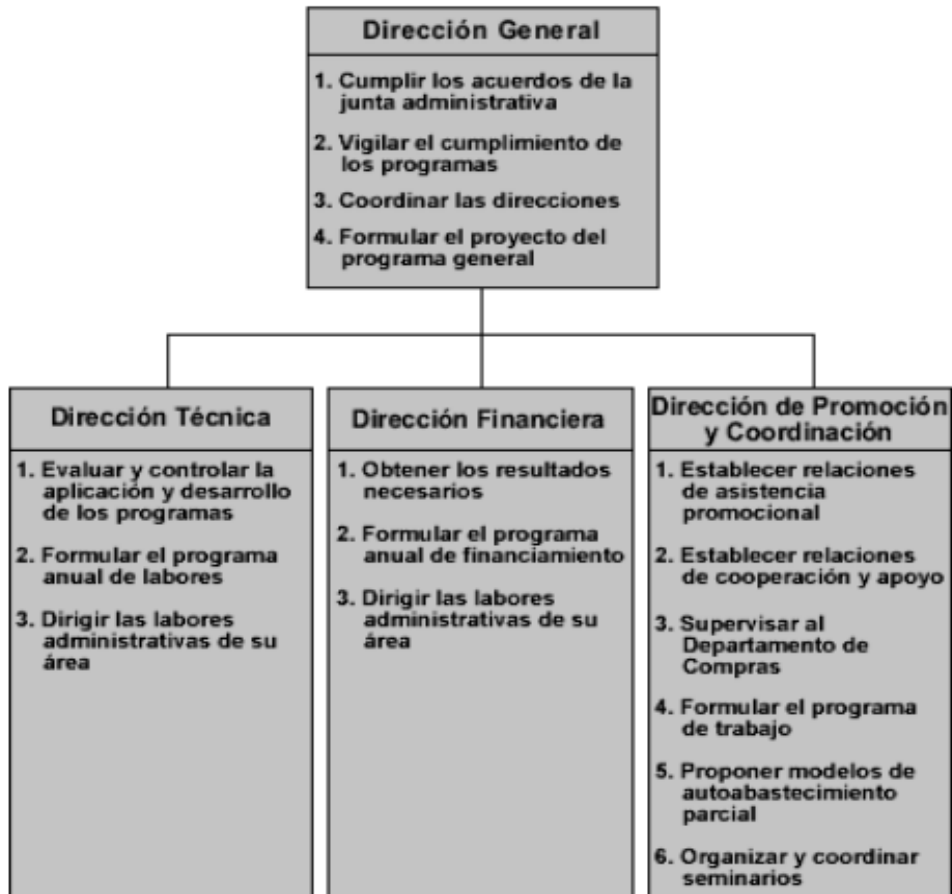 Dirección General
1. Cumplir los acuerdos de la
junta administrativa
2. Vigilar el cumplimiento de
los programas
3. Coordinar las direcciones
4. Formular el proyecto del
programa general
Dirección Técnica
1. Evaluar y controlar la
aplicación y desarrollo
de los programas
2. Formular el programa
anual de labores
3. Dirigir las labores
administrativas de su
área
Dirección Financiera
1. Obtener los resultados
necesarios
2. Formular el programa
anual de financiamiento
3. Dirigir las labores
administrativas de su
área
Dirección de Promoción
y Coordinación
1. Establecer relaciones
de asistencia
promocional
2. Establecer relaciones
de cooperación y apoyo
3. Supervisar al
Departamento de
Compras
4. Formular el programa
de trabajo
5. Proponer modelos de
autoabastecimiento
parcial
6. Organizar y coordinar
seminarios